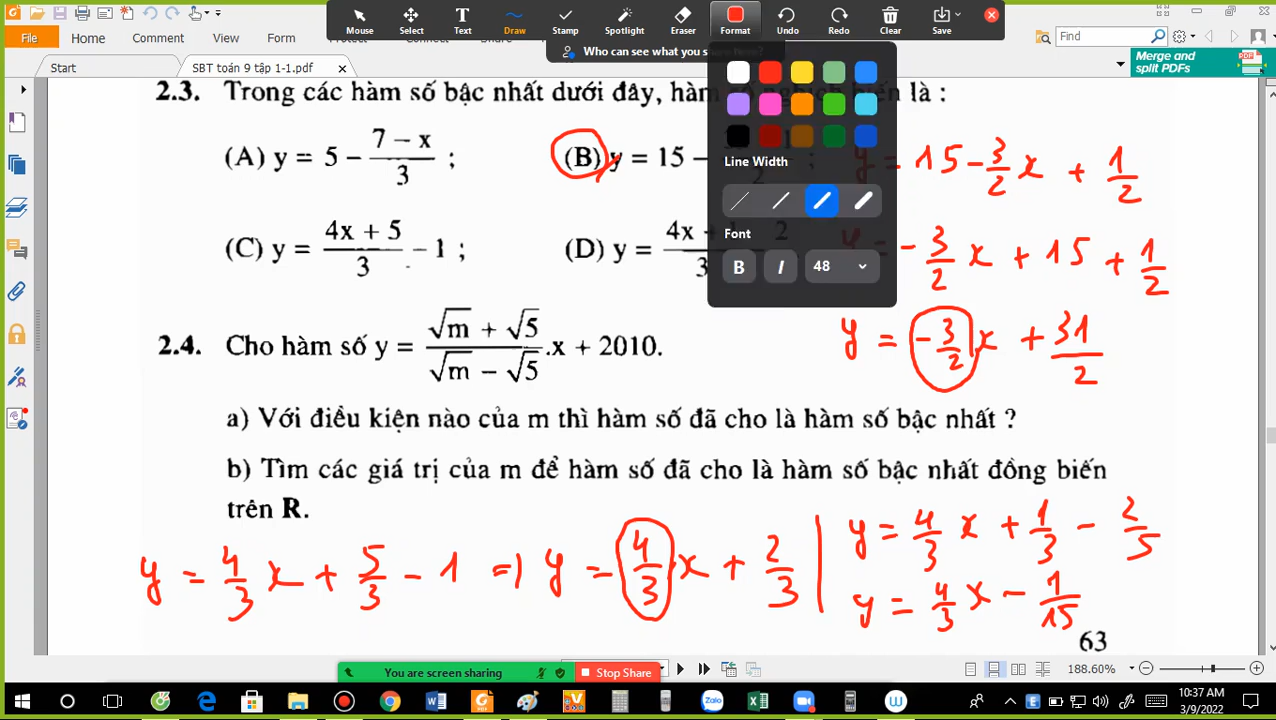 Mouse Select Text Draw Stamp Spotlight Eraser Format Undo Redo Clear Save
File Home Comment View Form Find
Who can see what you share here?
Merge and split PDFs
Start SBT toán 9 tập 1-1.pdf
2.3. Trong các hàm số bậc nhất dưới đây, hàm biến là :
(A) y = 5 - (7 - x)/3 ; (B) y = 15 -
(C) y = (4x + 5)/3 - 1 ; (D) y =
y = 15 - 3/2 x + 1/2
= - 3/2 x + 15 + 1/2
y = - 3/2 x + 31/2
Line Width
Font
B I 48
2.4. Cho hàm số y = (√m + √5)/(√m - √5) .x + 2010.
a) Với điều kiện nào của m thì hàm số đã cho là hàm số bậc nhất ?
b) Tìm các giá trị của m để hàm số đã cho là hàm số bậc nhất đồng biến
trên R.
y = 4/3 x + 5/3 - 1 => y = 4/3 x + 2/3
y = 4/3 x + 1/3 - 2/5
y = 4/3 x - 1/15
63
You are screen sharing Stop Share
188.60%
10:37 AM
3/9/2022